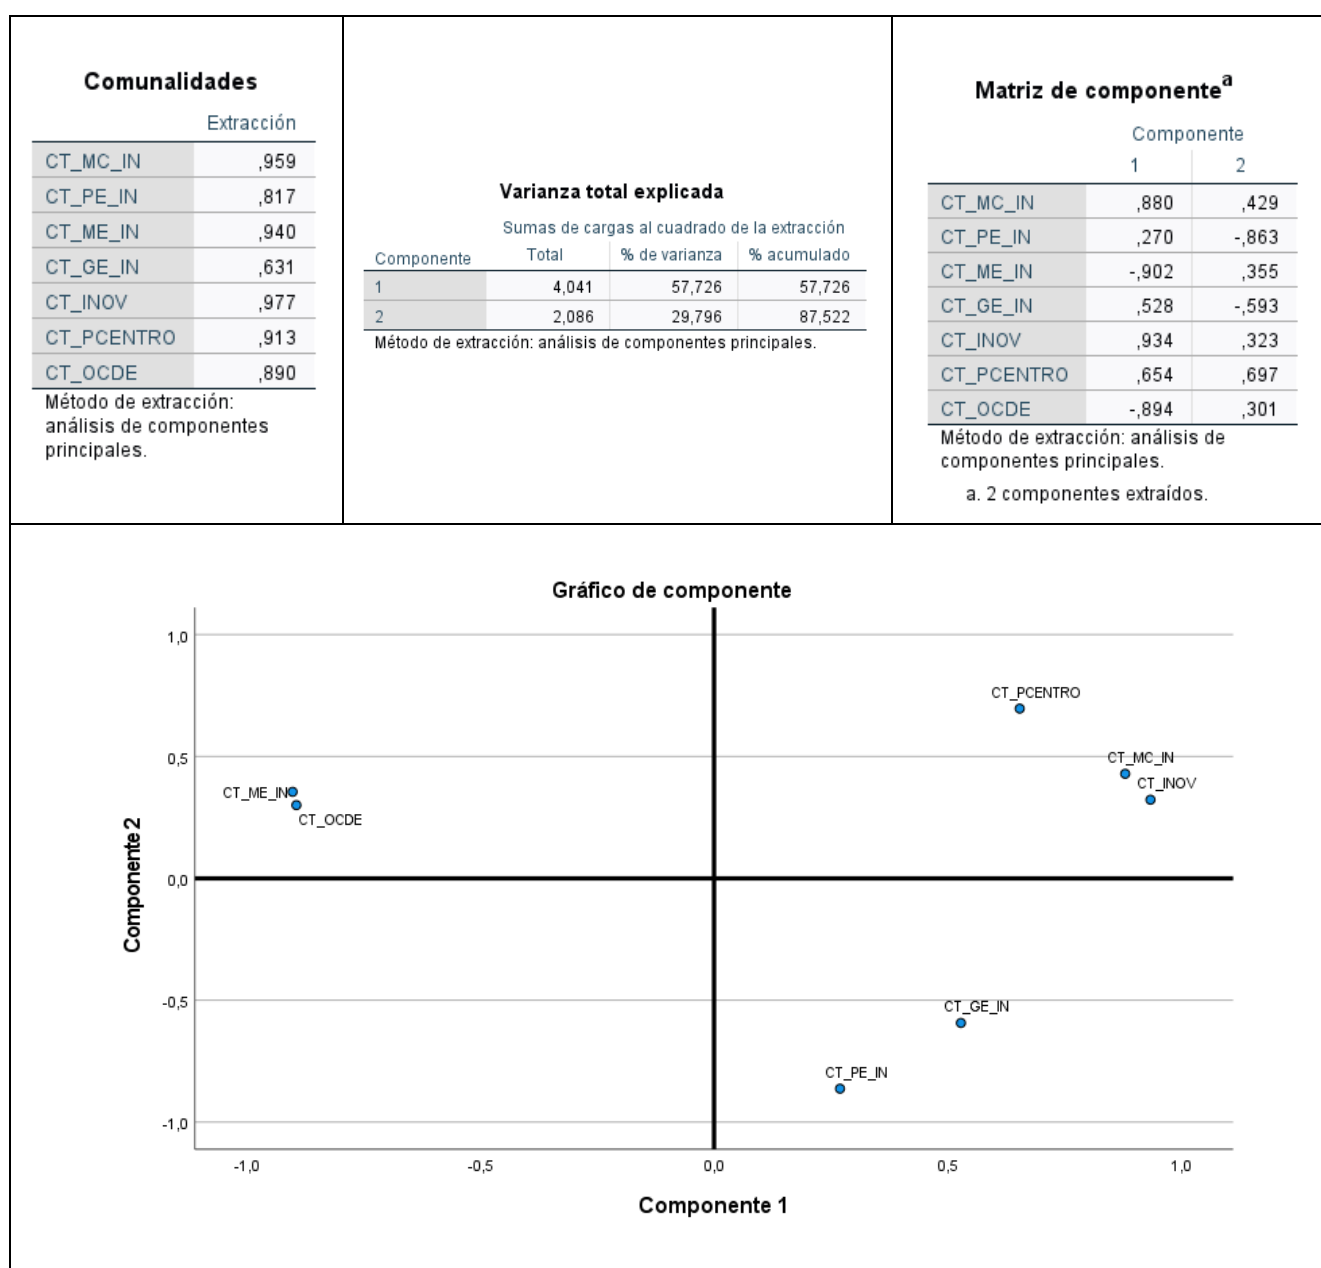 Comunalidades
Extracción
CT_MC_IN ,959
CT_PE_IN ,817
CT_ME_IN ,940
CT_GE_IN ,631
CT_INOV ,977
CT_PCENTRO ,913
CT_OCDE ,890
Método de extracción:
análisis de componentes
principales.
Varianza total explicada
Sumas de cargas al cuadrado de la extracción
Componente Total % de varianza % acumulado
1 4,041 57,726 57,726
2 2,086 29,796 87,522
Método de extracción: análisis de componentes principales.
Matriz de componente^a
Componente
1 2
CT_MC_IN ,880 ,429
CT_PE_IN ,270 -,863
CT_ME_IN -,902 ,355
CT_GE_IN ,528 -,593
CT_INOV ,934 ,323
CT_PCENTRO ,654 ,697
CT_OCDE -,894 ,301
Método de extracción: análisis de
componentes principales.
a. 2 componentes extraídos.
Gráfico de componente
1,0
CT_PCENTRO
0,5
CT_MC_IN
CT_INOV
CT_ME_IN
CT_OCDE
0,0
-0,5
CT_GE_IN
CT_PE_IN
-1,0
Componente 2
-1,0 -0,5 0,0 0,5 1,0
Componente 1